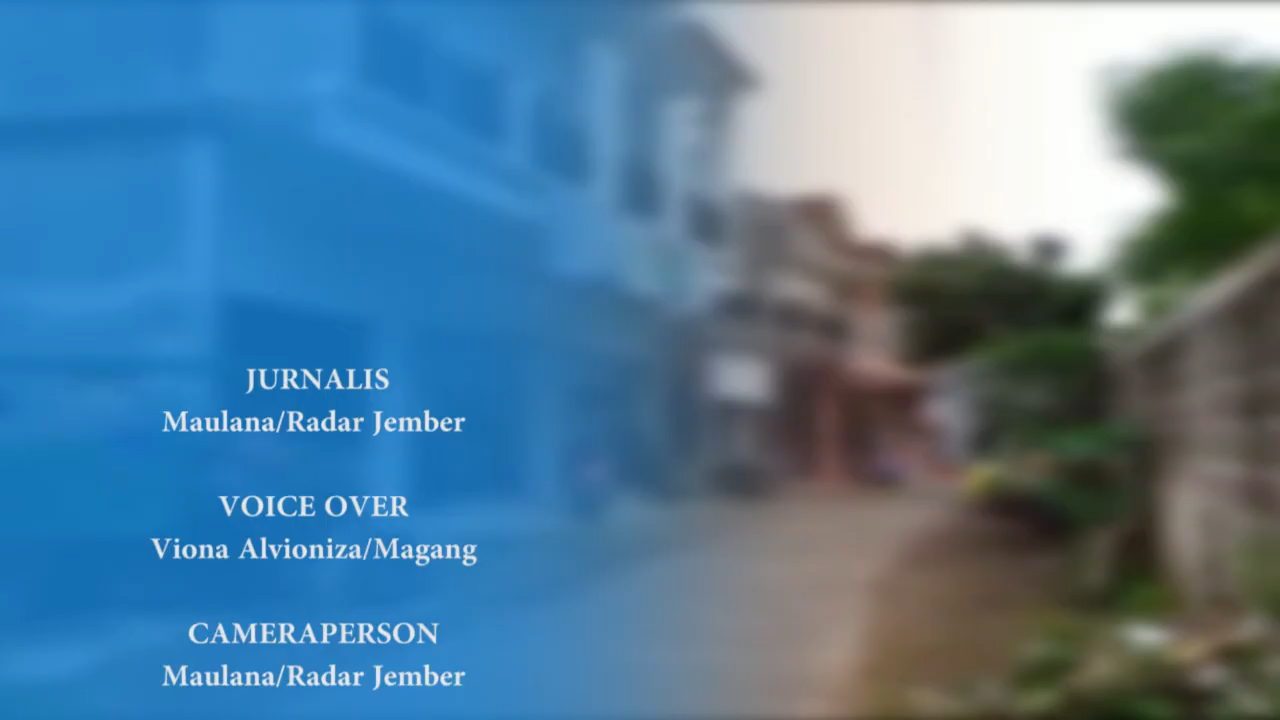 JURNALIS
Maulana/Radar Jember
VOICE OVER
Viona Alvioniza/Magang
CAMERAPERSON
Maulana/Radar Jember